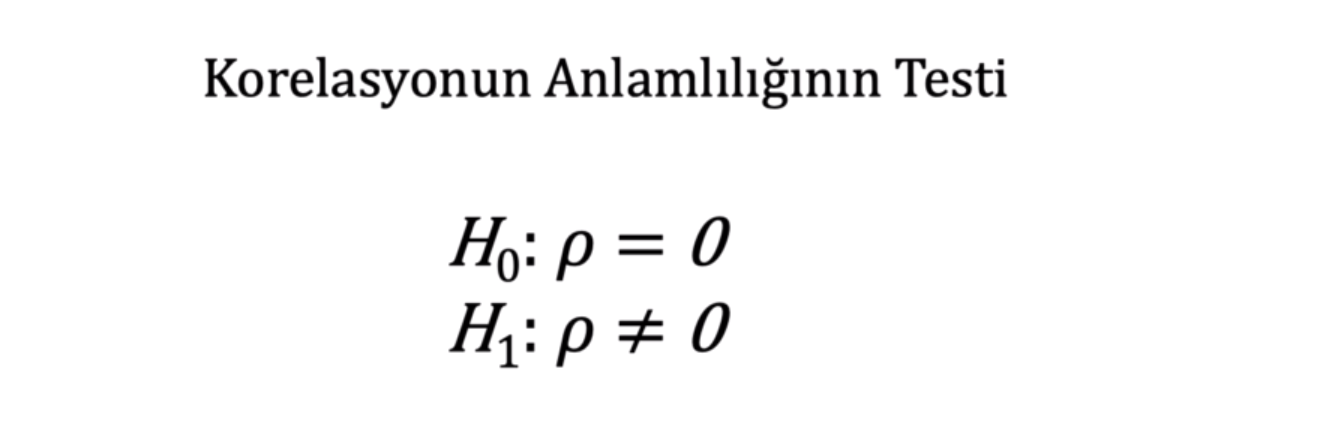 Korelasyonun Anlamlılığının Testi
H₀: ρ = 0
H₁: ρ ≠ 0